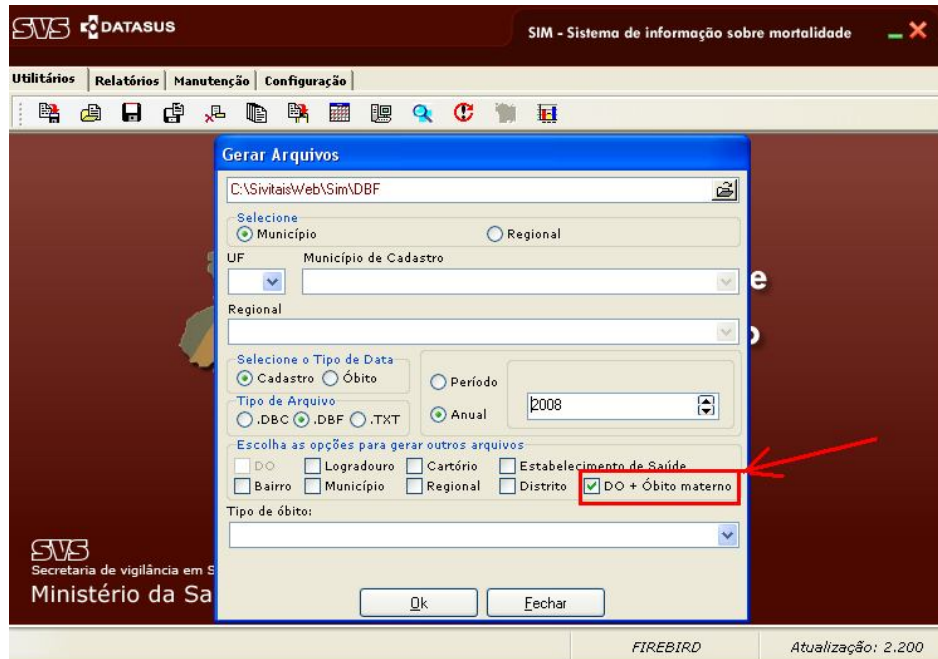 SVS DATASUS
SIM - Sistema de informação sobre mortalidade
Utilitários Relatórios Manutenção Configuração
Gerar Arquivos
C:\SivitaisWeb\Sim\DBF
Selecione
Município Regional
UF Município de Cadastro
e
Regional
o
Selecione o Tipo de Data
Cadastro Óbito
Período
Tipo de Arquivo
.DBC .DBF .TXT
Anual
2008
Escolha as opções para gerar outros arquivos
DO Logradouro Cartório Estabelecimento de Saúde
Bairro Município Regional Distrito DO + Óbito materno
Tipo de óbito:
SVS
Secretaria de vigilância em S
Ministério da Sa
Ok Fechar
FIREBIRD Atualização: 2.200